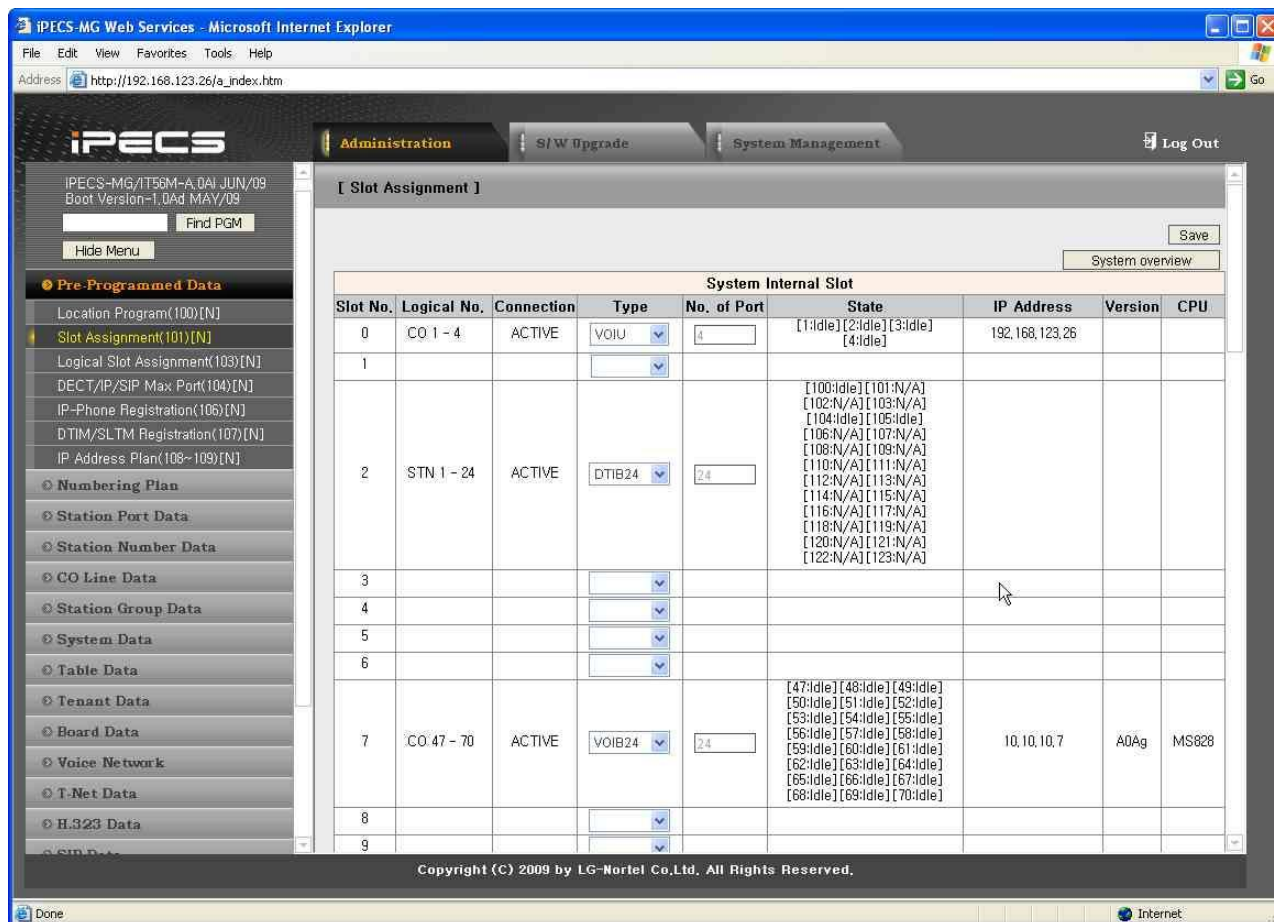 iPECS-MG Web Services - Microsoft Internet Explorer
File Edit View Favorites Tools Help
Address http://192.168.123.26/a_index.htm Go
iPECS
Administration S/W Upgrade System Management Log Out
IPECS-MG/IT56M-A.0AI JUN/09
Boot Version-1.0Ad MAY/09
Find PGM
Hide Menu
Pre-Programmed Data
Location Program(100)[N]
Slot Assignment(101)[N]
Logical Slot Assignment(103)[N]
DECT/IP/SIP Max Port(104)[N]
IP-Phone Registration(106)[N]
DTIM/SLTM Registration(107)[N]
IP Address Plan(108~109)[N]
Numbering Plan
Station Port Data
Station Number Data
CO Line Data
Station Group Data
System Data
Table Data
Tenant Data
Board Data
Voice Network
T-Net Data
H.323 Data
SIP Data
[ Slot Assignment ]
Save
System overview
System Internal Slot
Slot No. Logical No. Connection Type No. of Port State IP Address Version CPU
0 CO 1 - 4 ACTIVE VOIU 4 [1:Idle][2:Idle][3:Idle] 192.168.123.26
[4:Idle]
1
[100:Idle][101:N/A]
[102:N/A][103:N/A]
[104:Idle][105:Idle]
[106:N/A][107:N/A]
[108:N/A][109:N/A]
[110:N/A][111:N/A]
2 STN 1 - 24 ACTIVE DTIB24 24 [112:N/A][113:N/A]
[114:N/A][115:N/A]
[116:N/A][117:N/A]
[118:N/A][119:N/A]
[120:N/A][121:N/A]
[122:N/A][123:N/A]
3
4
5
6
[47:Idle][48:Idle][49:Idle]
[50:Idle][51:Idle][52:Idle]
[53:Idle][54:Idle][55:Idle]
[56:Idle][57:Idle][58:Idle]
7 CO 47 - 70 ACTIVE VOIB24 24 [59:Idle][60:Idle][61:Idle] 10.10.10.7 A0Ag MS828
[62:Idle][63:Idle][64:Idle]
[65:Idle][66:Idle][67:Idle]
[68:Idle][69:Idle][70:Idle]
8
9
Copyright (C) 2009 by LG-Nortel Co.Ltd. All Rights Reserved.
Done Internet